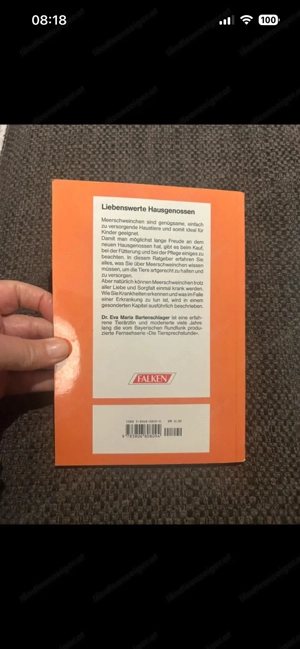 08:18
100
Liebenswerte Hausgenossen
Meerschweinchen sind genügsame, einfach
zu versorgende Haustiere und somit ideal für
Kinder geeignet.
Damit man möglichst lange Freude an dem
neuen Hausgenossen hat, gibt es beim Kauf,
bei der Fütterung und bei der Pflege einiges zu
beachten. In diesem Ratgeber erfahren Sie
alles, was Sie über Meerschweinchen wissen
müssen, um die Tiere artgerecht zu halten und
zu versorgen.
Aber natürlich können Meerschweinchen trotz
aller Liebe und Sorgfalt einmal krank werden.
Wie Sie Krankheiten erkennen und was im Falle
einer Erkrankung zu tun ist, wird in einem
gesonderten Kapitel ausführlich beschrieben.
Dr. Eva Maria Bartenschlager ist eine erfah-
rene Tierärztin und moderierte viele Jahre
lang die vom Bayerischen Rundfunk produ-
zierte Fernsehserie »Die Tiersprechstunde«.
FALKEN